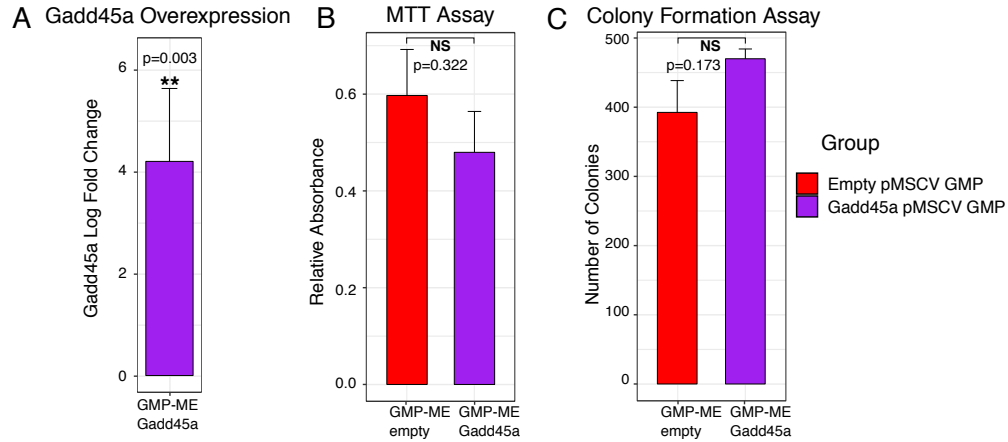 A Gadd45a Overexpression
Gadd45a Log Fold Change
6
4
2
0
p=0.003
**
GMP-ME
Gadd45a
B MTT Assay
Relative Absorbance
0.6
0.4
0.2
0.0
NS
p=0.322
GMP-ME
empty
GMP-ME
Gadd45a
C Colony Formation Assay
Number of Colonies
500
400
300
200
100
0
NS
p=0.173
GMP-ME
empty
GMP-ME
Gadd45a
Group
Empty pMSCV GMP
Gadd45a pMSCV GMP